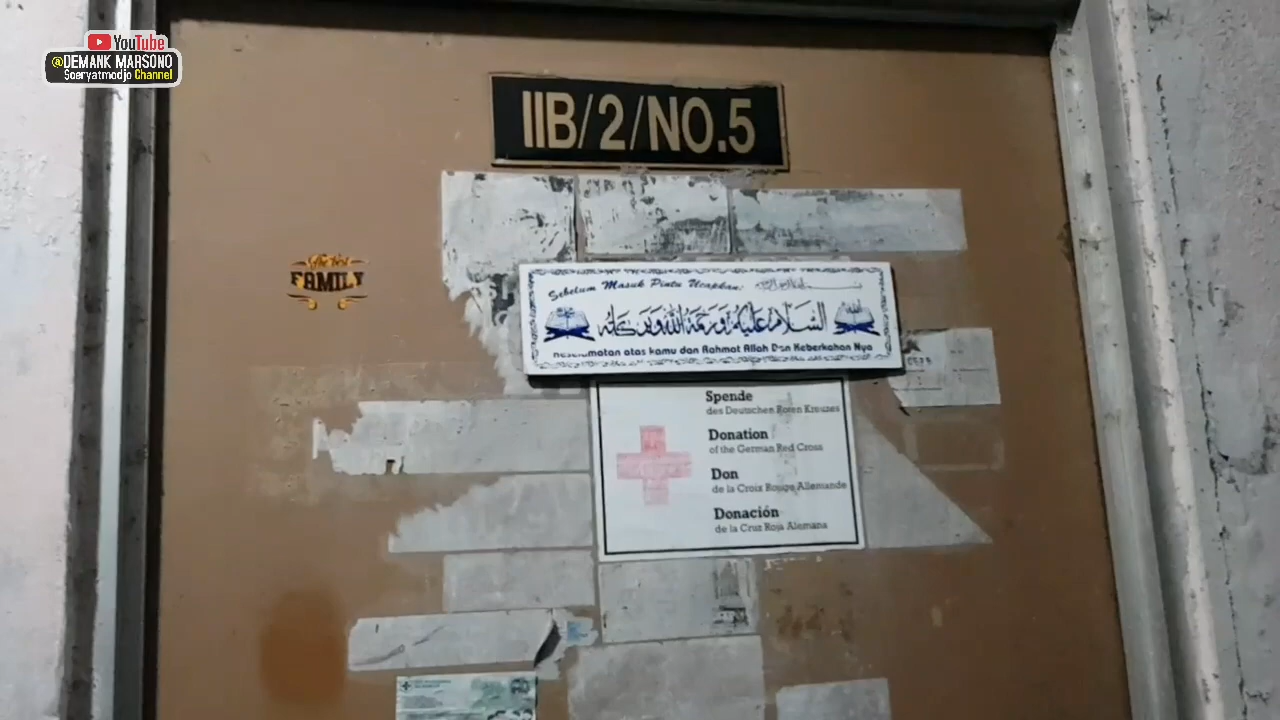 YouTube
@DEMANK MARSONO
Soeryatmodjo Channel
IIB/2/NO.5
The best
FAMILY
Sebelum Masuk Pintu Ucapkan:
السلام عليكم ورحمة الله وبركاته
Keselamatan atas kamu dan Rahmat Allah Dan Keberkahan Nya
Spende
des Deutschen Roten Kreuzes
Donation
of the German Red Cross
Don
de la Croix Rouge Allemande
Donación
de la Cruz Roja Alemana